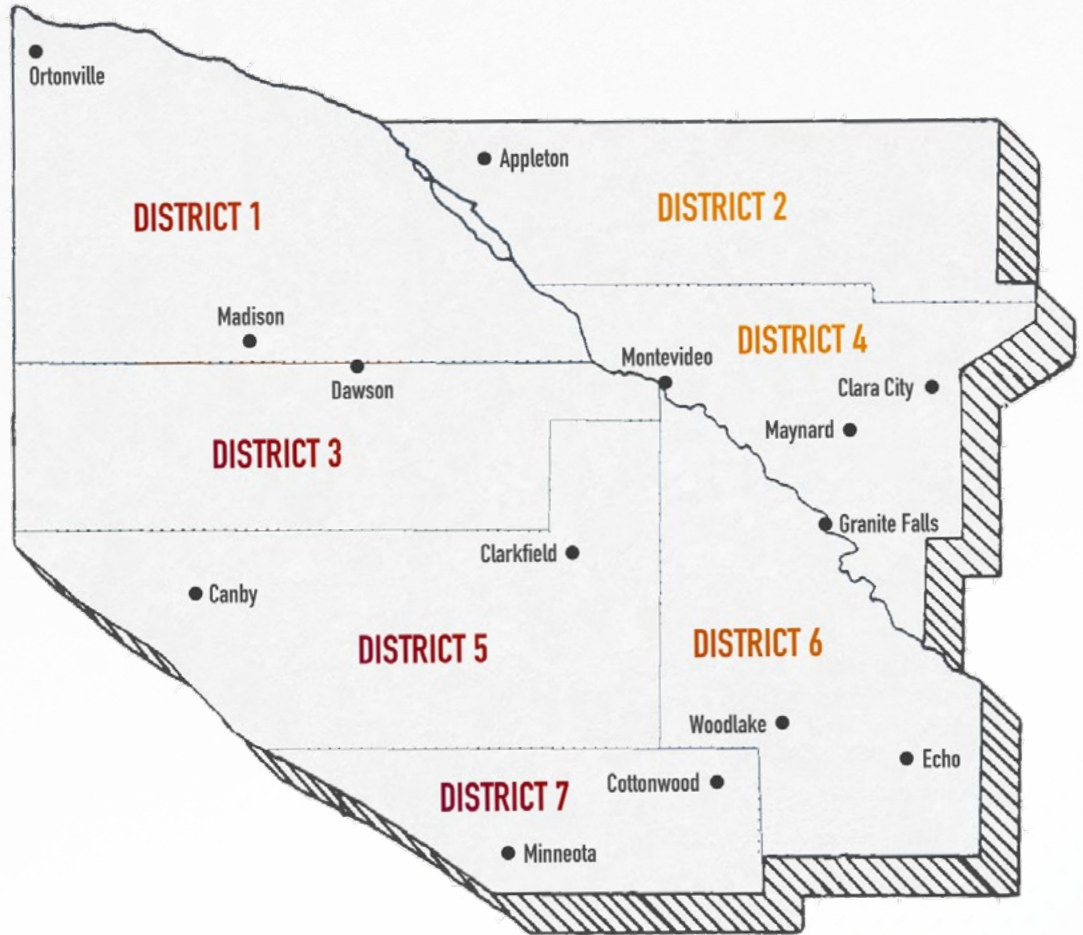 Ortonville
Appleton
DISTRICT 1
DISTRICT 2
Madison
DISTRICT 4
Montevideo
Dawson
Clara City
Maynard
DISTRICT 3
Granite Falls
Clarkfield
Canby
DISTRICT 5
DISTRICT 6
Woodlake
Echo
Cottonwood
DISTRICT 7
Minneota